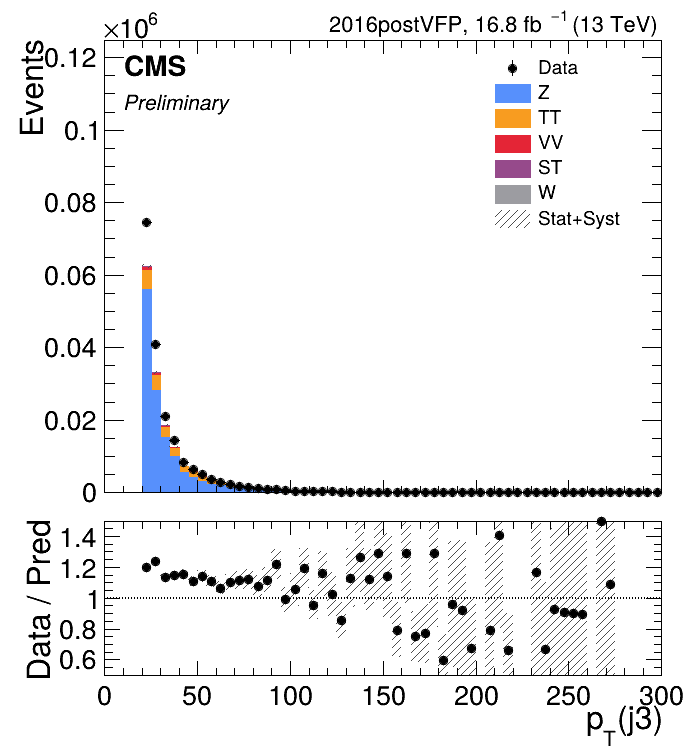 ×10⁶
2016postVFP, 16.8 fb ⁻¹ (13 TeV)
Events
CMS
Preliminary
Data
Z
TT
VV
ST
W
Stat+Syst
0.12
0.1
0.08
0.06
0.04
0.02
0
Data / Pred
1.4
1.2
1
0.8
0.6
0 50 100 150 200 250 300
p_T(j3)